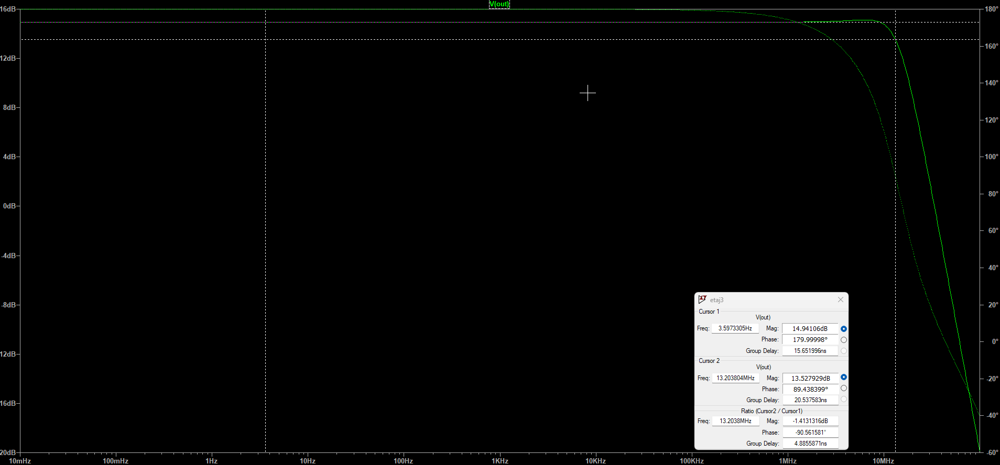 V(out)
16dB
12dB
8dB
4dB
0dB
-4dB
-8dB
12dB
16dB
20dB
180°
160°
140°
120°
100°
80°
60°
40°
20°
0°
-20°
-40°
-60°
10mHz 100mHz 1Hz 10Hz 100Hz 1KHz 10KHz 100KHz 1MHz 10MHz
etaj3
Cursor 1
V(out)
Freq: 3.5973305Hz Mag: 14.94106dB
Phase: 179.99998°
Group Delay: 15.651996ns
Cursor 2
V(out)
Freq: 13.203804MHz Mag: 13.527929dB
Phase: 89.438399°
Group Delay: 20.537583ns
Ratio (Cursor2 / Cursor1)
Freq: 13.2038MHz Mag: -1.4131316dB
Phase: -90.561581°
Group Delay: 4.8855871ns